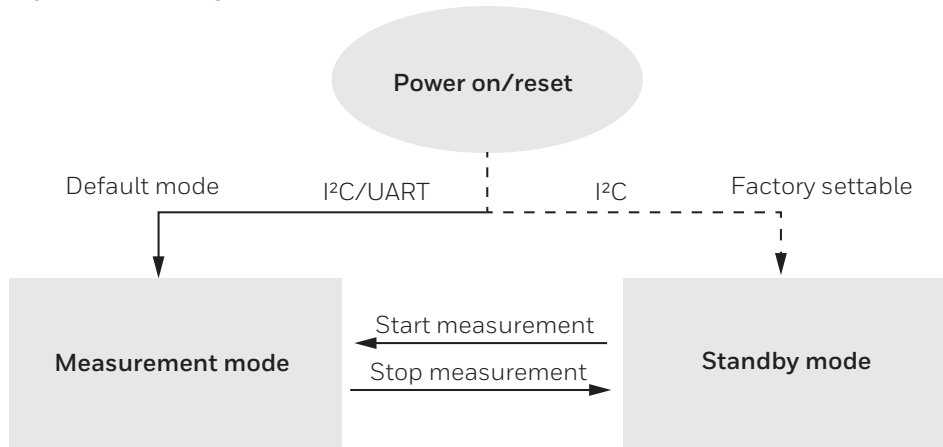 Power on/reset
Default mode
I²C/UART
I²C
Factory settable
Start measurement
Measurement mode
Standby mode
Stop measurement